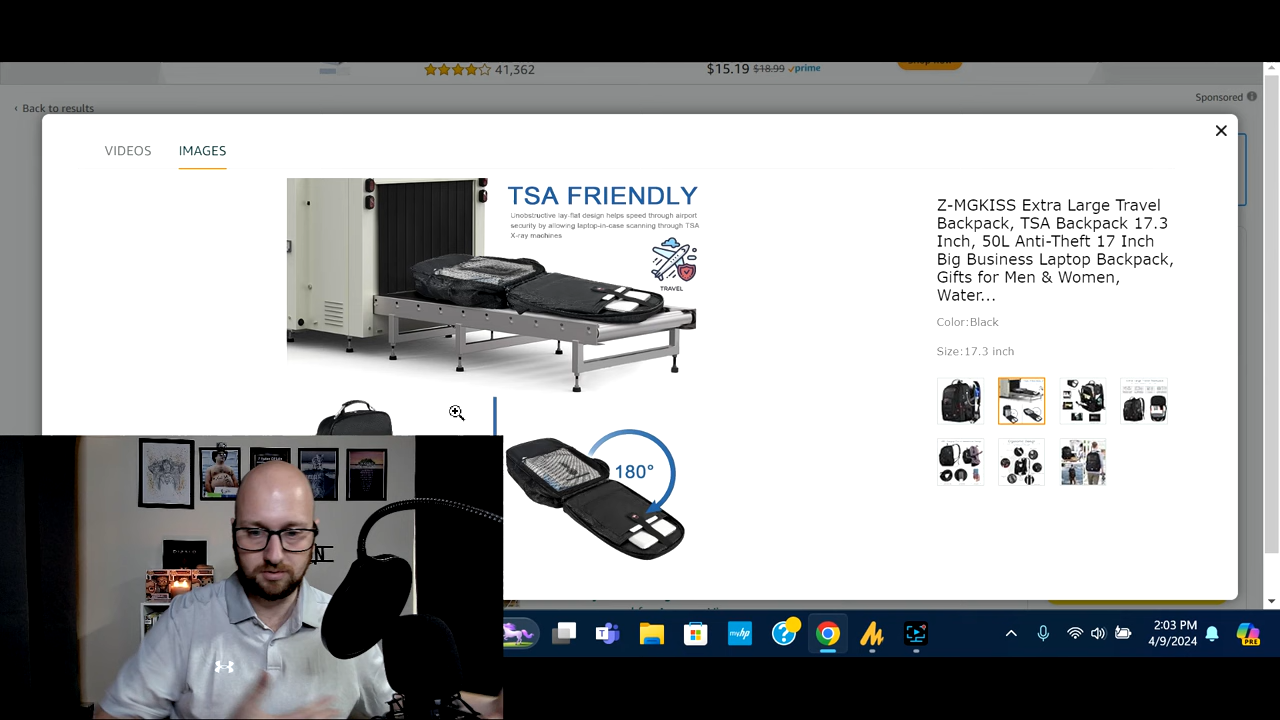 41,362
$15.19 $18.99 prime
‹ Back to results
Sponsored
VIDEOS IMAGES
TSA FRIENDLY
Unobstructive lay-flat design helps speed through airport
security by allowing laptop-in-case scanning through TSA
X-ray machines
TRAVEL
180°
Z-MGKISS Extra Large Travel
Backpack, TSA Backpack 17.3
Inch, 50L Anti-Theft 17 Inch
Big Business Laptop Backpack,
Gifts for Men & Women,
Water...
Color:Black
Size:17.3 inch
myhp
2:03 PM
4/9/2024
PRE